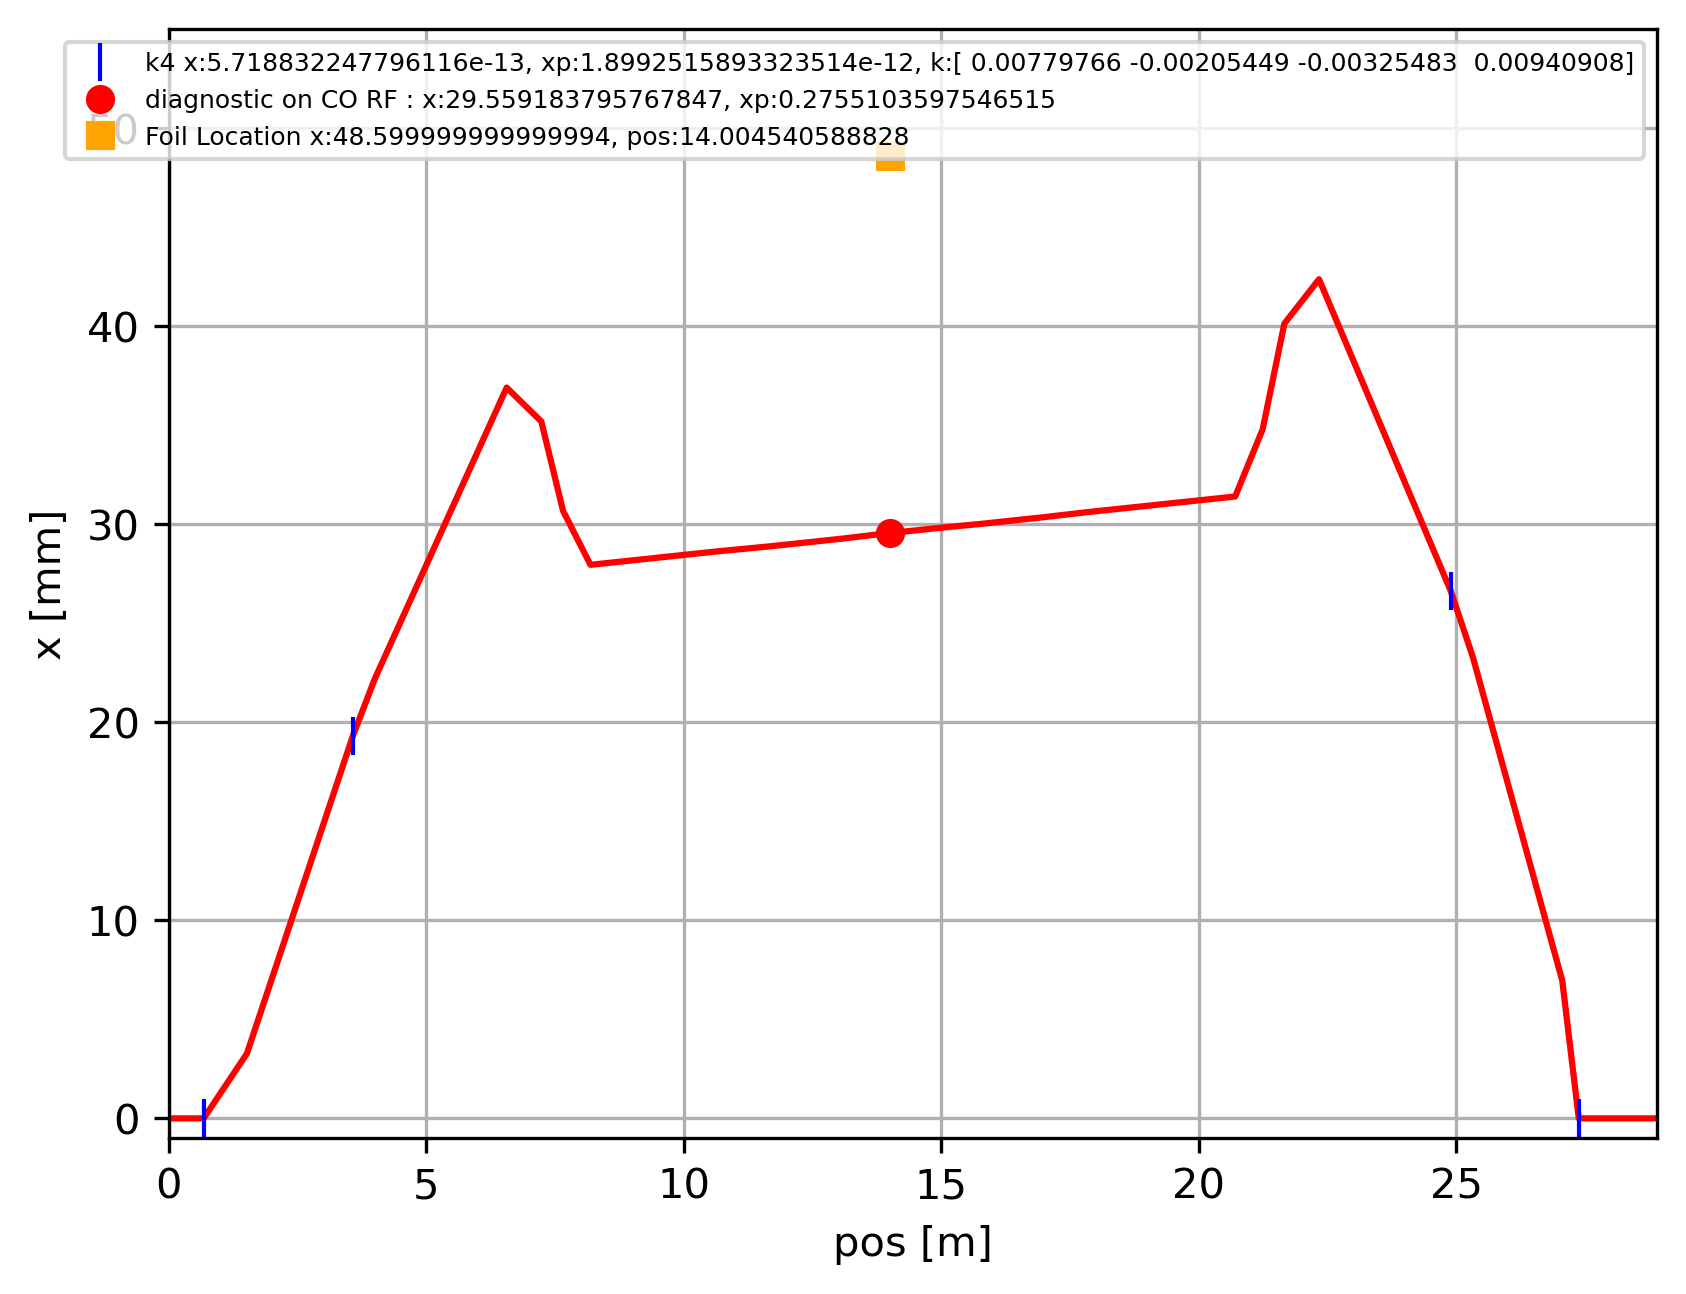 k4 x:5.718832247796116e-13, xp:1.8992515893323514e-12, k:[ 0.00779766 -0.00205449 -0.00325483  0.00940908]
diagnostic on CO RF : x:29.559183795767847, xp:0.2755103597546515
Foil Location x:48.599999999999994, pos:14.004540588828
50
40
30
20
10
0
x [mm]
0 5 10 15 20 25
pos [m]